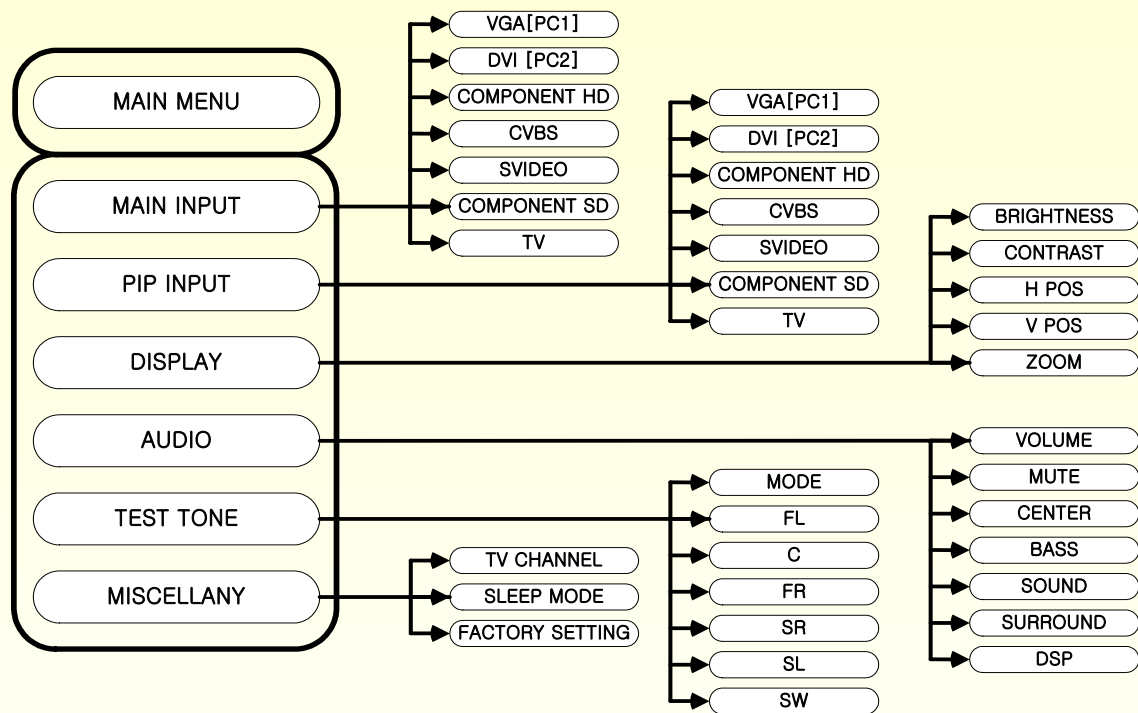 MAIN MENU
MAIN INPUT
PIP INPUT
DISPLAY
AUDIO
TEST TONE
MISCELLANY
VGA[PC1]
DVI [PC2]
COMPONENT HD
CVBS
SVIDEO
COMPONENT SD
TV
VGA[PC1]
DVI [PC2]
COMPONENT HD
CVBS
SVIDEO
COMPONENT SD
TV
BRIGHTNESS
CONTRAST
H POS
V POS
ZOOM
VOLUME
MUTE
CENTER
BASS
SOUND
SURROUND
DSP
MODE
FL
C
FR
SR
SL
SW
TV CHANNEL
SLEEP MODE
FACTORY SETTING